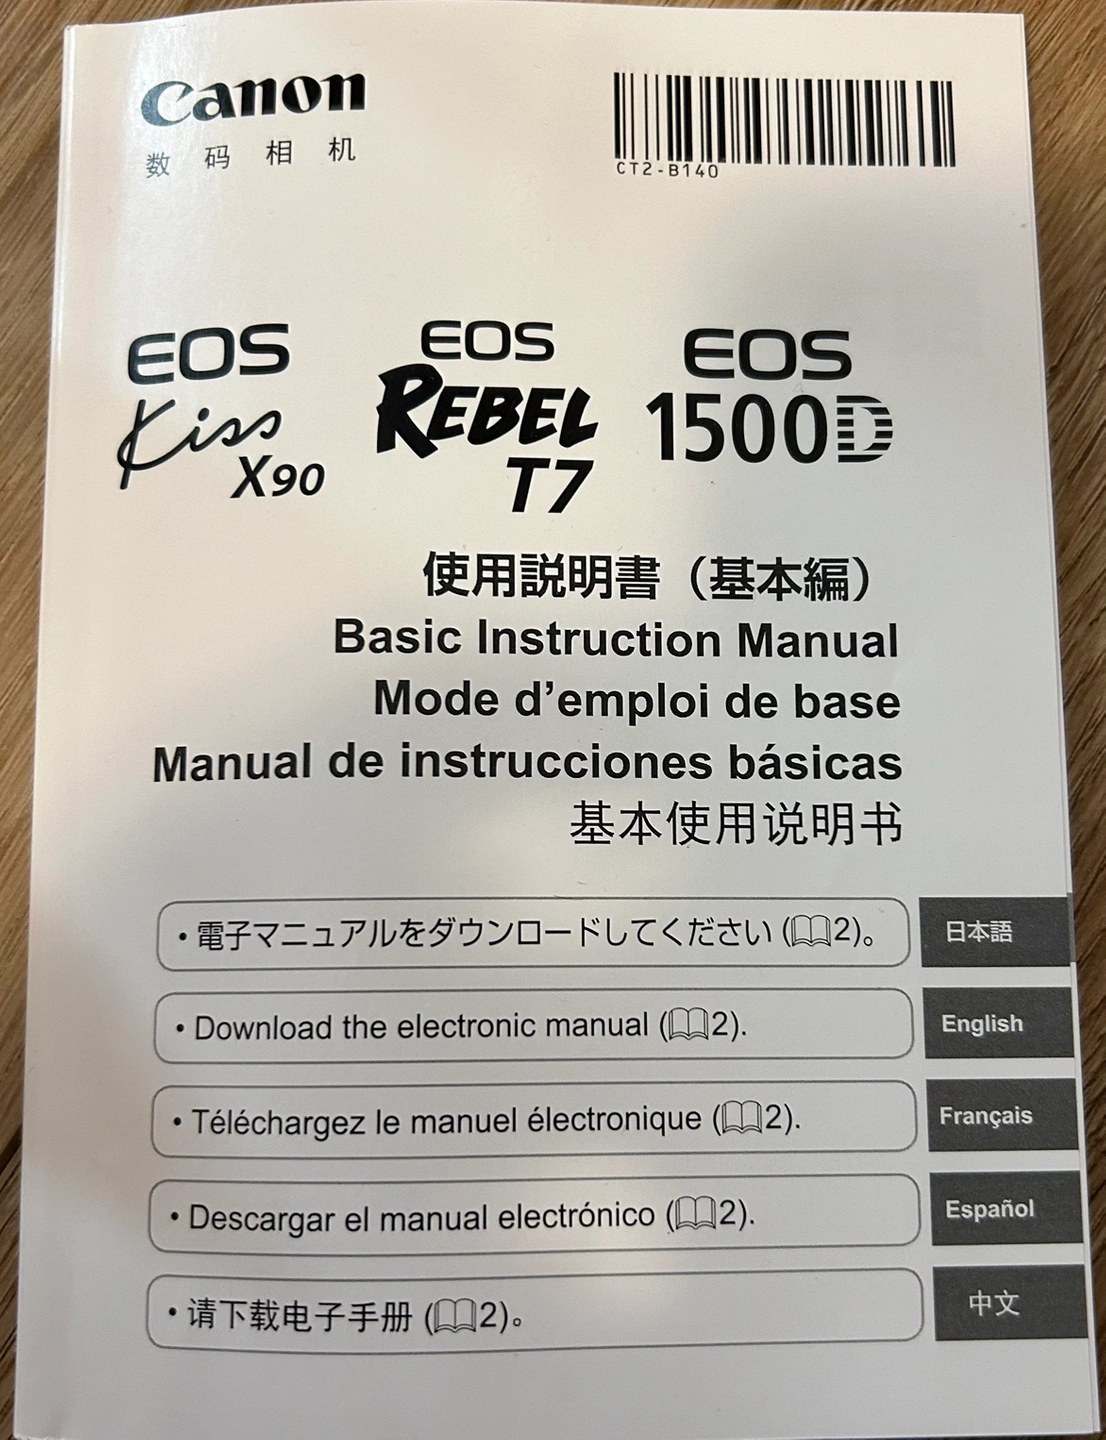 Canon
数码相机
CT2-B140
EOS
Kiss
X90
EOS
REBEL
T7
EOS
1500D
使用説明書（基本編）
Basic Instruction Manual
Mode d’emploi de base
Manual de instrucciones básicas
基本使用说明书
・電子マニュアルをダウンロードしてください (2)。
日本語
• Download the electronic manual (2).
English
• Téléchargez le manuel électronique (2).
Français
• Descargar el manual electrónico (2).
Español
・请下载电子手册 (2)。
中文